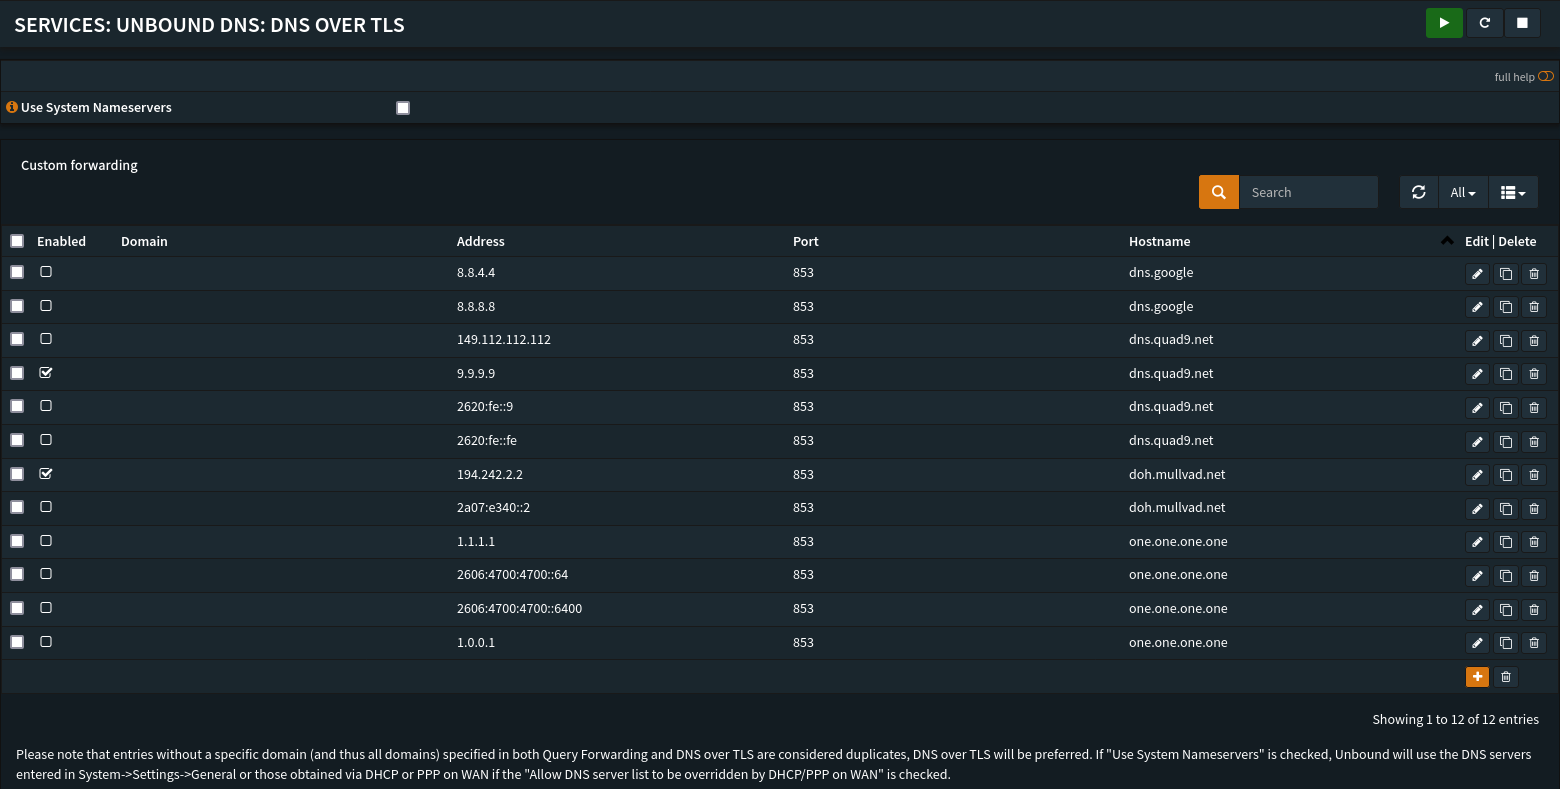 SERVICES: UNBOUND DNS: DNS OVER TLS
full help
Use System Nameservers
Custom forwarding
Search
All
Enabled Domain Address Port Hostname Edit | Delete
8.8.4.4 853 dns.google
8.8.8.8 853 dns.google
149.112.112.112 853 dns.quad9.net
9.9.9.9 853 dns.quad9.net
2620:fe::9 853 dns.quad9.net
2620:fe::fe 853 dns.quad9.net
194.242.2.2 853 doh.mullvad.net
2a07:e340::2 853 doh.mullvad.net
1.1.1.1 853 one.one.one.one
2606:4700:4700::64 853 one.one.one.one
2606:4700:4700::6400 853 one.one.one.one
1.0.0.1 853 one.one.one.one
Showing 1 to 12 of 12 entries
Please note that entries without a specific domain (and thus all domains) specified in both Query Forwarding and DNS over TLS are considered duplicates, DNS over TLS will be preferred. If "Use System Nameservers" is checked, Unbound will use the DNS servers
entered in System->Settings->General or those obtained via DHCP or PPP on WAN if the "Allow DNS server list to be overridden by DHCP/PPP on WAN" is checked.